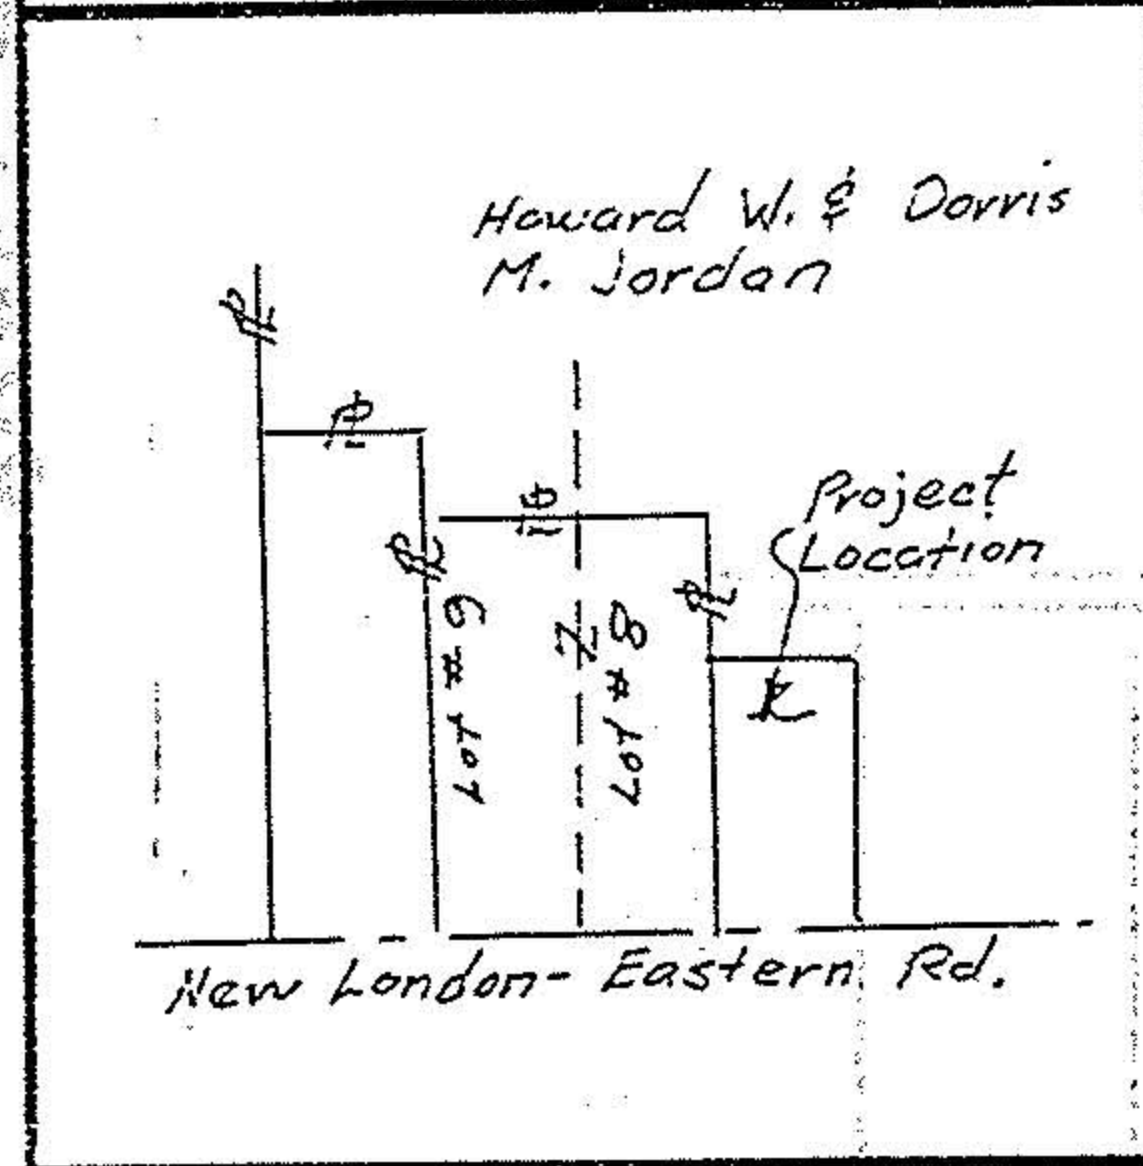 Howard W. & Dorris
M. Jordan
Project
Location
Lot # 9
Lot # 8
New London - Eastern Rd.